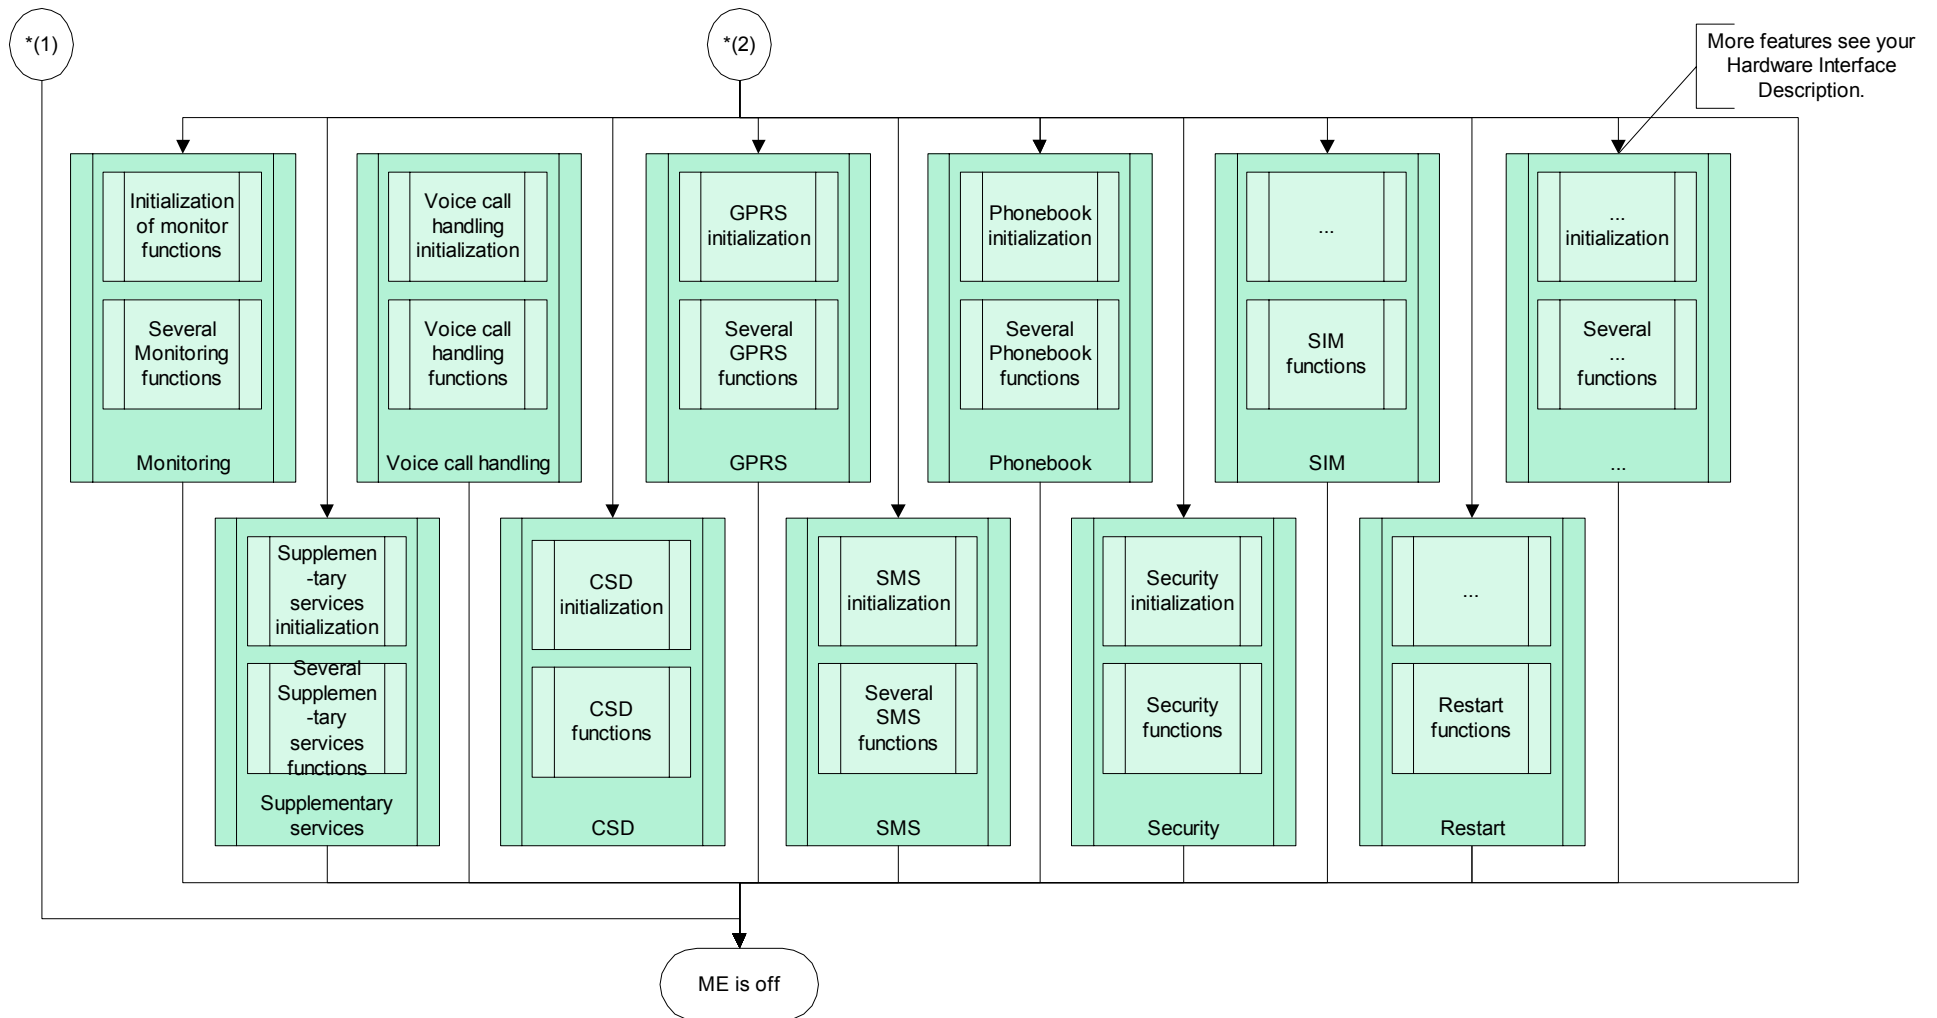 *(1)
*(2)
More features see your
Hardware Interface
Description.
Initialization
of monitor
functions
Several
Monitoring
functions
Monitoring
Voice call
handling
initialization
Voice call
handling
functions
Voice call handling
GPRS
initialization
Several
GPRS
functions
GPRS
Phonebook
initialization
Several
Phonebook
functions
Phonebook
...
SIM
functions
SIM
...
initialization
Several
...
functions
...
Supplemen
-tary
services
initialization
Several
Supplemen
-tary
services
functions
Supplementary
services
CSD
initialization
CSD
functions
CSD
SMS
initialization
Several
SMS
functions
SMS
Security
initialization
Security
functions
Security
...
Restart
functions
Restart
ME is off